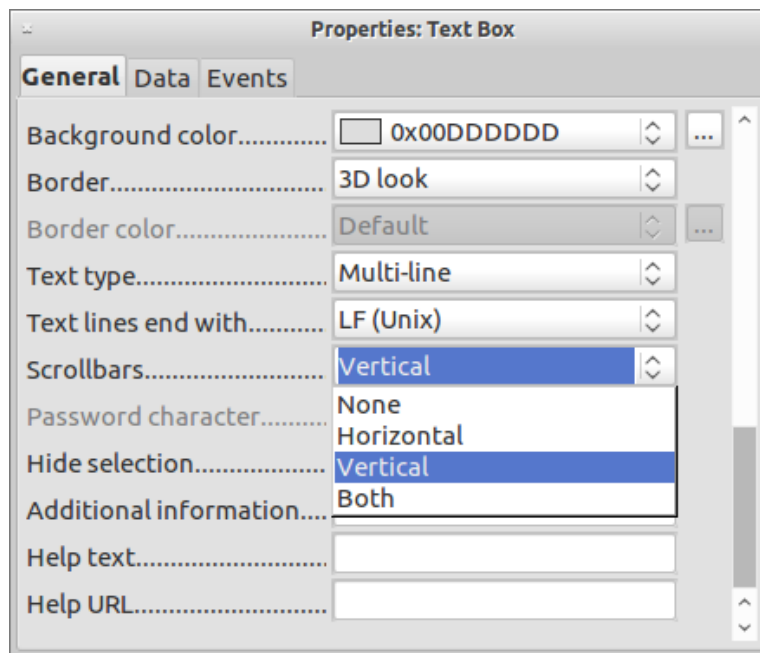 Properties: Text Box
General Data Events
Background color............. 0x00DDDDDD ...
Border................................ 3D look
Border color...................... Default ...
Text type............................ Multi-line
Text lines end with........... LF (Unix)
Scrollbars........................... Vertical
None
Password character.........
Horizontal
Hide selection................... Vertical
Both
Additional information....
Help text............................
Help URL............................